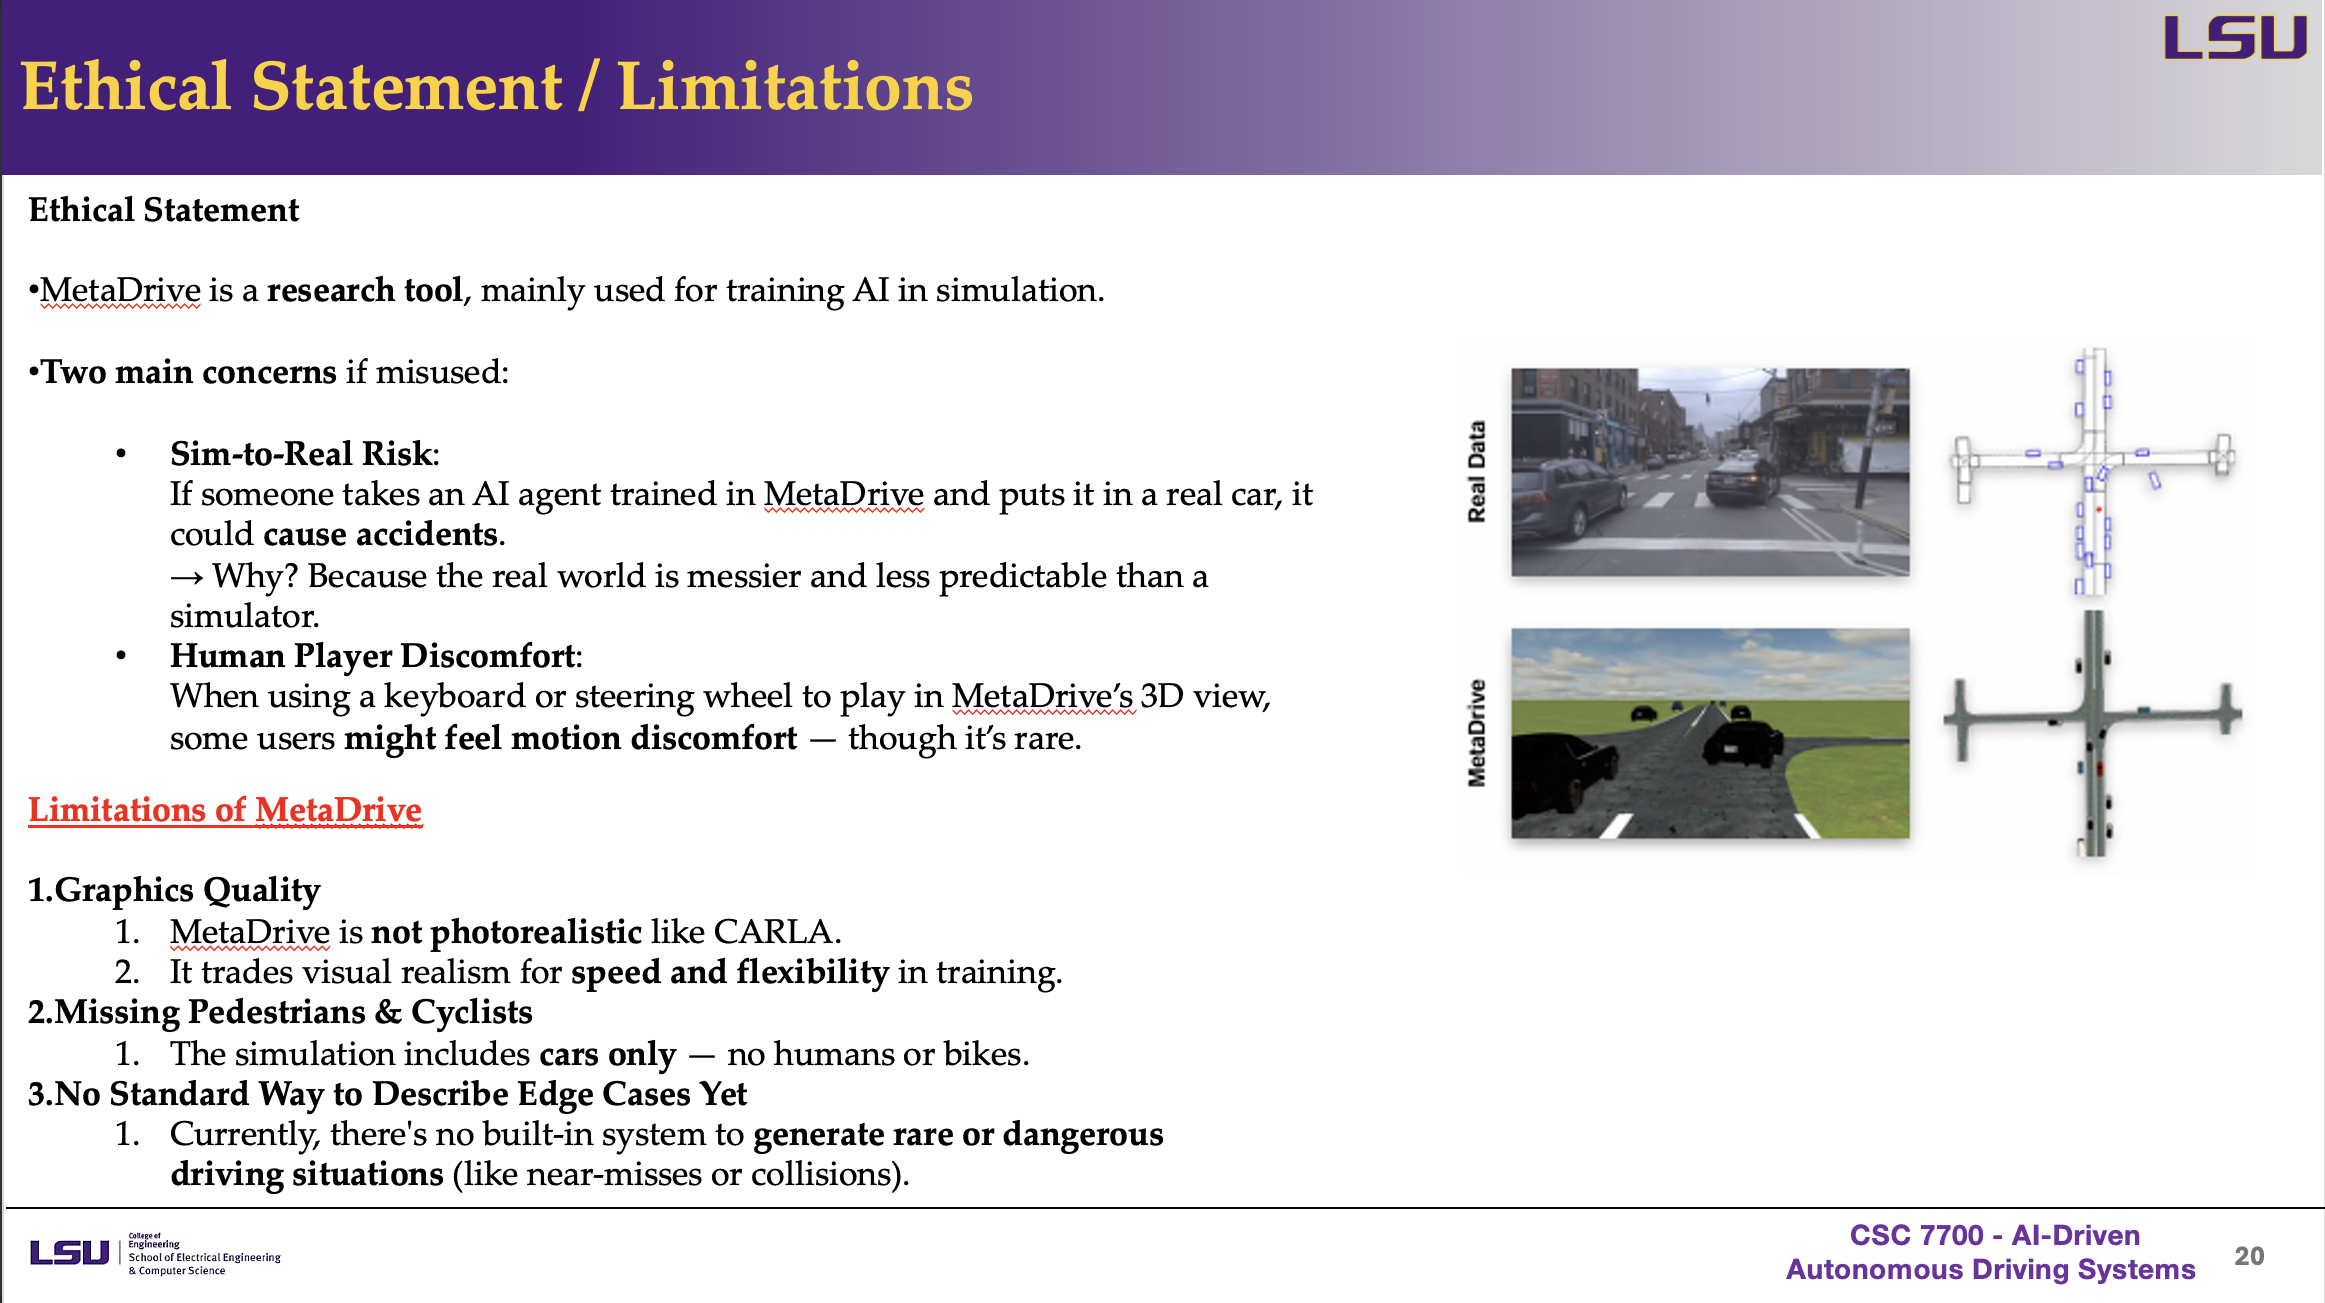 LSU
Ethical Statement / Limitations
Ethical Statement
•MetaDrive is a research tool, mainly used for training AI in simulation.
•Two main concerns if misused:
• Sim-to-Real Risk:
If someone takes an AI agent trained in MetaDrive and puts it in a real car, it
could cause accidents.
→ Why? Because the real world is messier and less predictable than a
simulator.
• Human Player Discomfort:
When using a keyboard or steering wheel to play in MetaDrive’s 3D view,
some users might feel motion discomfort — though it’s rare.
Limitations of MetaDrive
1.Graphics Quality
1. MetaDrive is not photorealistic like CARLA.
2. It trades visual realism for speed and flexibility in training.
2.Missing Pedestrians & Cyclists
1. The simulation includes cars only — no humans or bikes.
3.No Standard Way to Describe Edge Cases Yet
1. Currently, there's no built-in system to generate rare or dangerous
driving situations (like near-misses or collisions).
Real Data
MetaDrive
LSU
College of
Engineering
School of Electrical Engineering
& Computer Science
CSC 7700 - AI-Driven
Autonomous Driving Systems
20